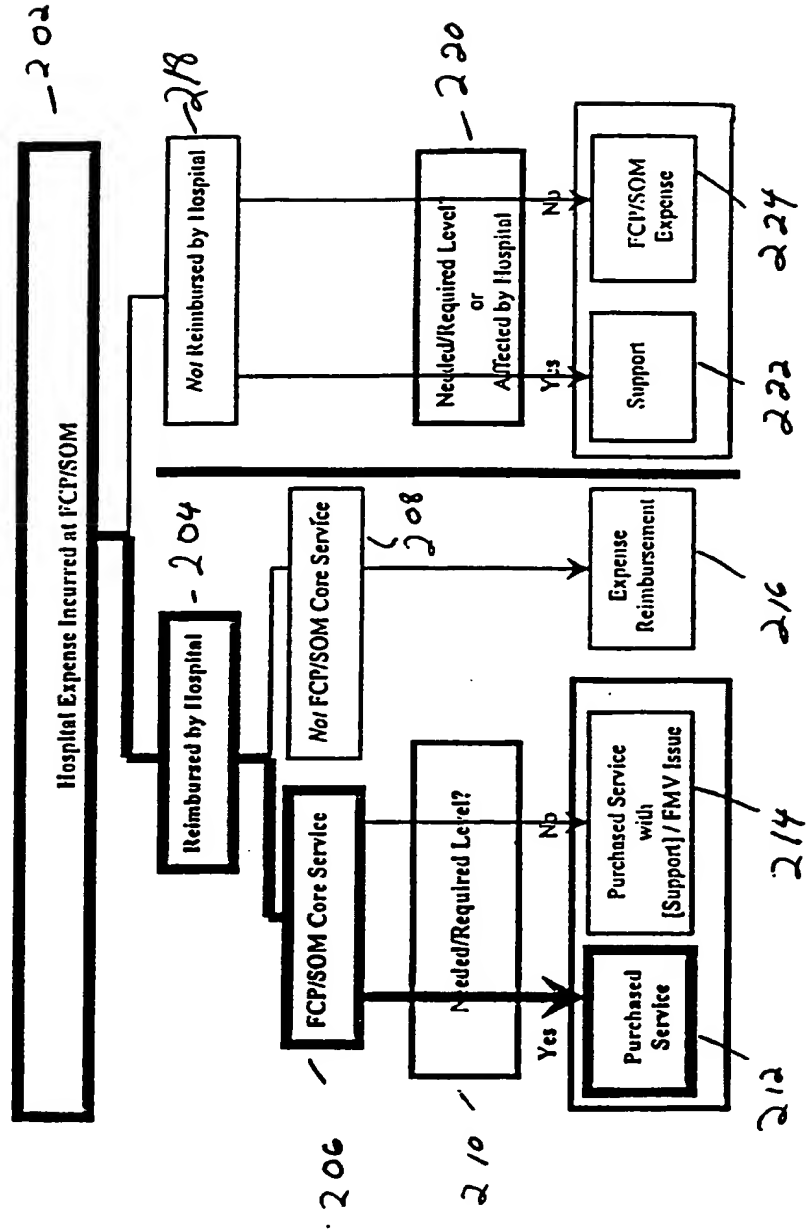 Hospital Expense Incurred at FCP/SOM
202
Reimbursed by Hospital
204
Not Reimbursed by Hospital
218
FCP/SOM Core Service
206
Not FCP/SOM Core Service
208
Needed/Required Level?
210
Needed/Required Level
or
Affected by Hospital
220
Yes
No
Yes
No
Purchased
Service
212
Purchased Service
with
[Support] / FMV Issue
214
Expense
Reimbursement
216
Support
222
FCP/SOM
Expense
224